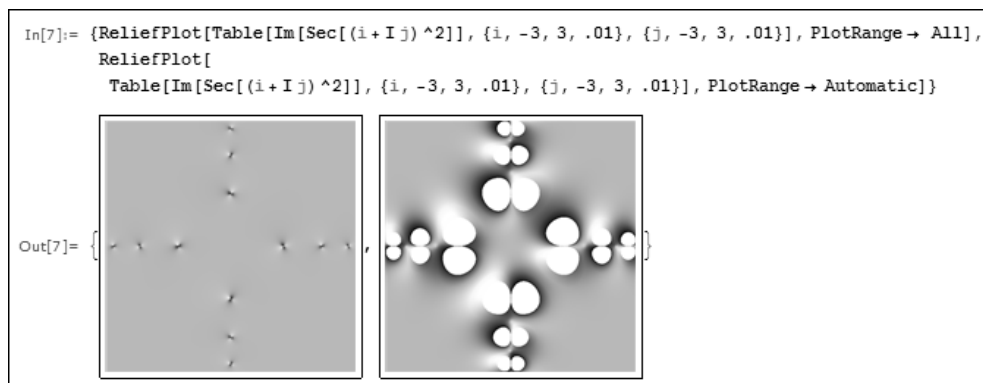 In[7]:= {ReliefPlot[Table[Im[Sec[(i + I j) ^2]], {i, -3, 3, .01}, {j, -3, 3, .01}], PlotRange → All],
ReliefPlot[
Table[Im[Sec[(i + I j) ^2]], {i, -3, 3, .01}, {j, -3, 3, .01}], PlotRange → Automatic]}
Out[7]= { , }